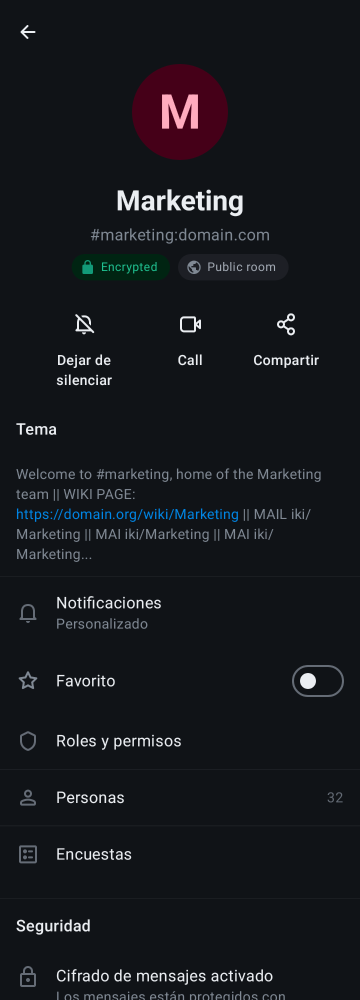 M
Marketing
#marketing:domain.com
Encrypted
Public room
Dejar de
silenciar
Call
Compartir
Tema
Welcome to #marketing, home of the Marketing
team || WIKI PAGE:
https://domain.org/wiki/Marketing || MAIL iki/
Marketing || MAI iki/Marketing || MAI iki/
Marketing...
Notificaciones
Personalizado
Favorito
Roles y permisos
Personas
32
Encuestas
Seguridad
Cifrado de mensajes activado
Los mensajes están protegidos con